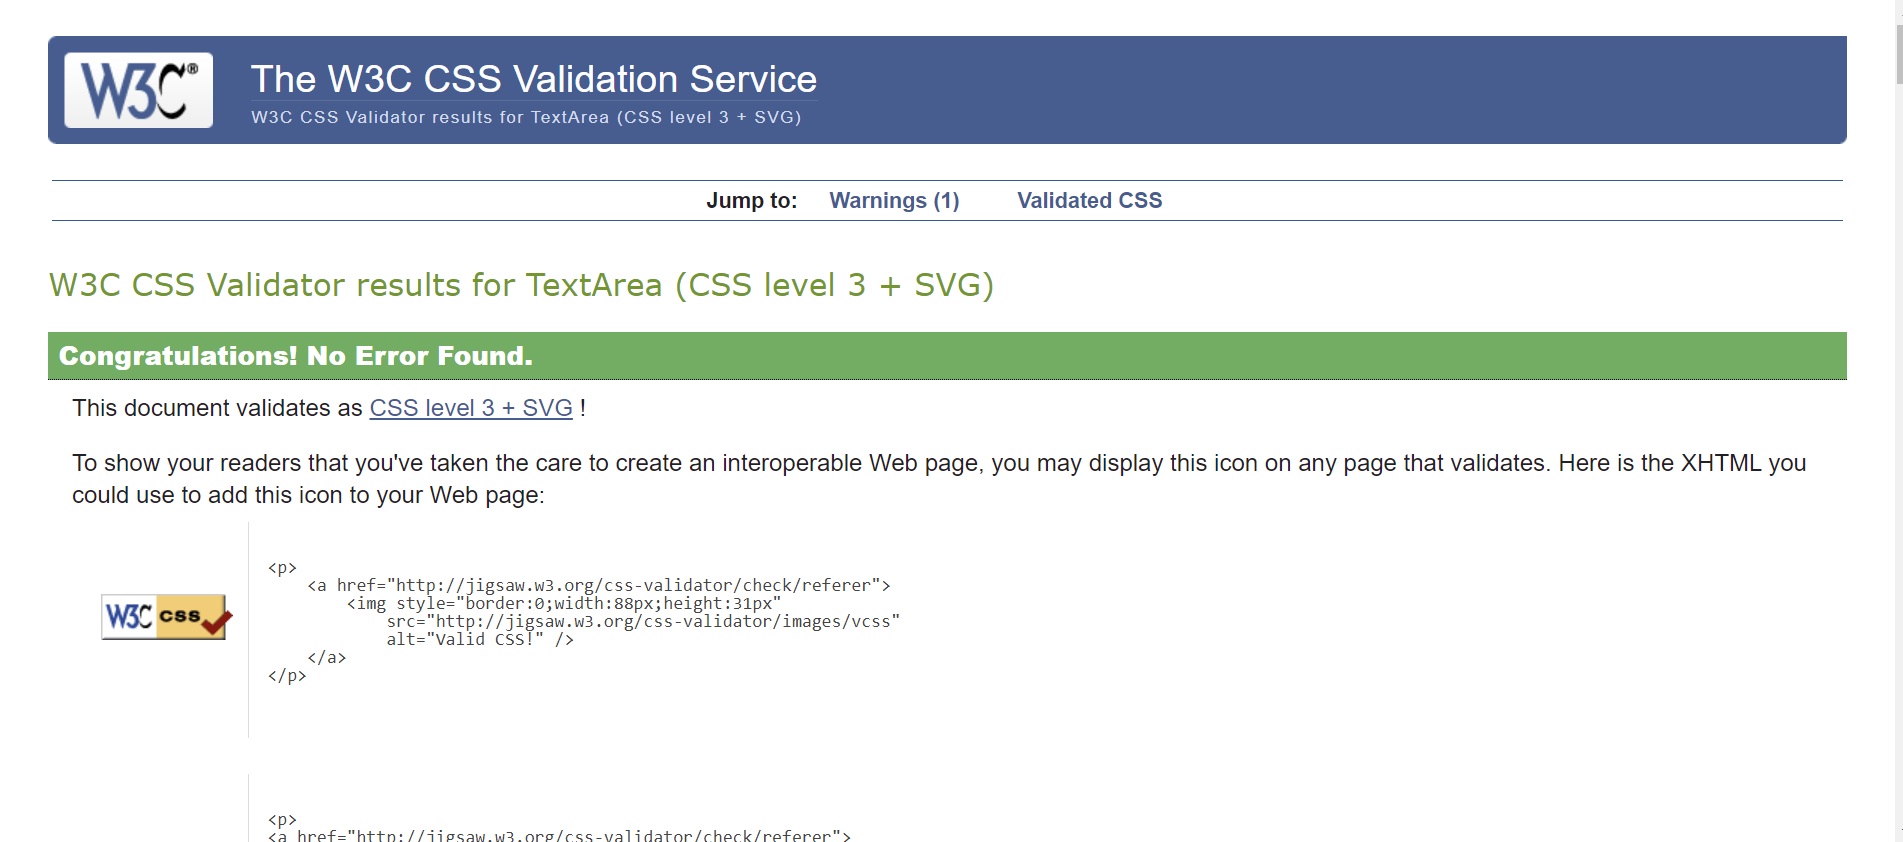 W3C®
The W3C CSS Validation Service
W3C CSS Validator results for TextArea (CSS level 3 + SVG)
Jump to: Warnings (1) Validated CSS
W3C CSS Validator results for TextArea (CSS level 3 + SVG)
Congratulations! No Error Found.
This document validates as CSS level 3 + SVG !
To show your readers that you've taken the care to create an interoperable Web page, you may display this icon on any page that validates. Here is the XHTML you
could use to add this icon to your Web page:
W3C css
<p>
    <a href="http://jigsaw.w3.org/css-validator/check/referer">
        <img style="border:0;width:88px;height:31px"
            src="http://jigsaw.w3.org/css-validator/images/vcss"
            alt="Valid CSS!" />
    </a>
</p>
<p>
<a href="http://jigsaw.w3.org/css-validator/check/referer">